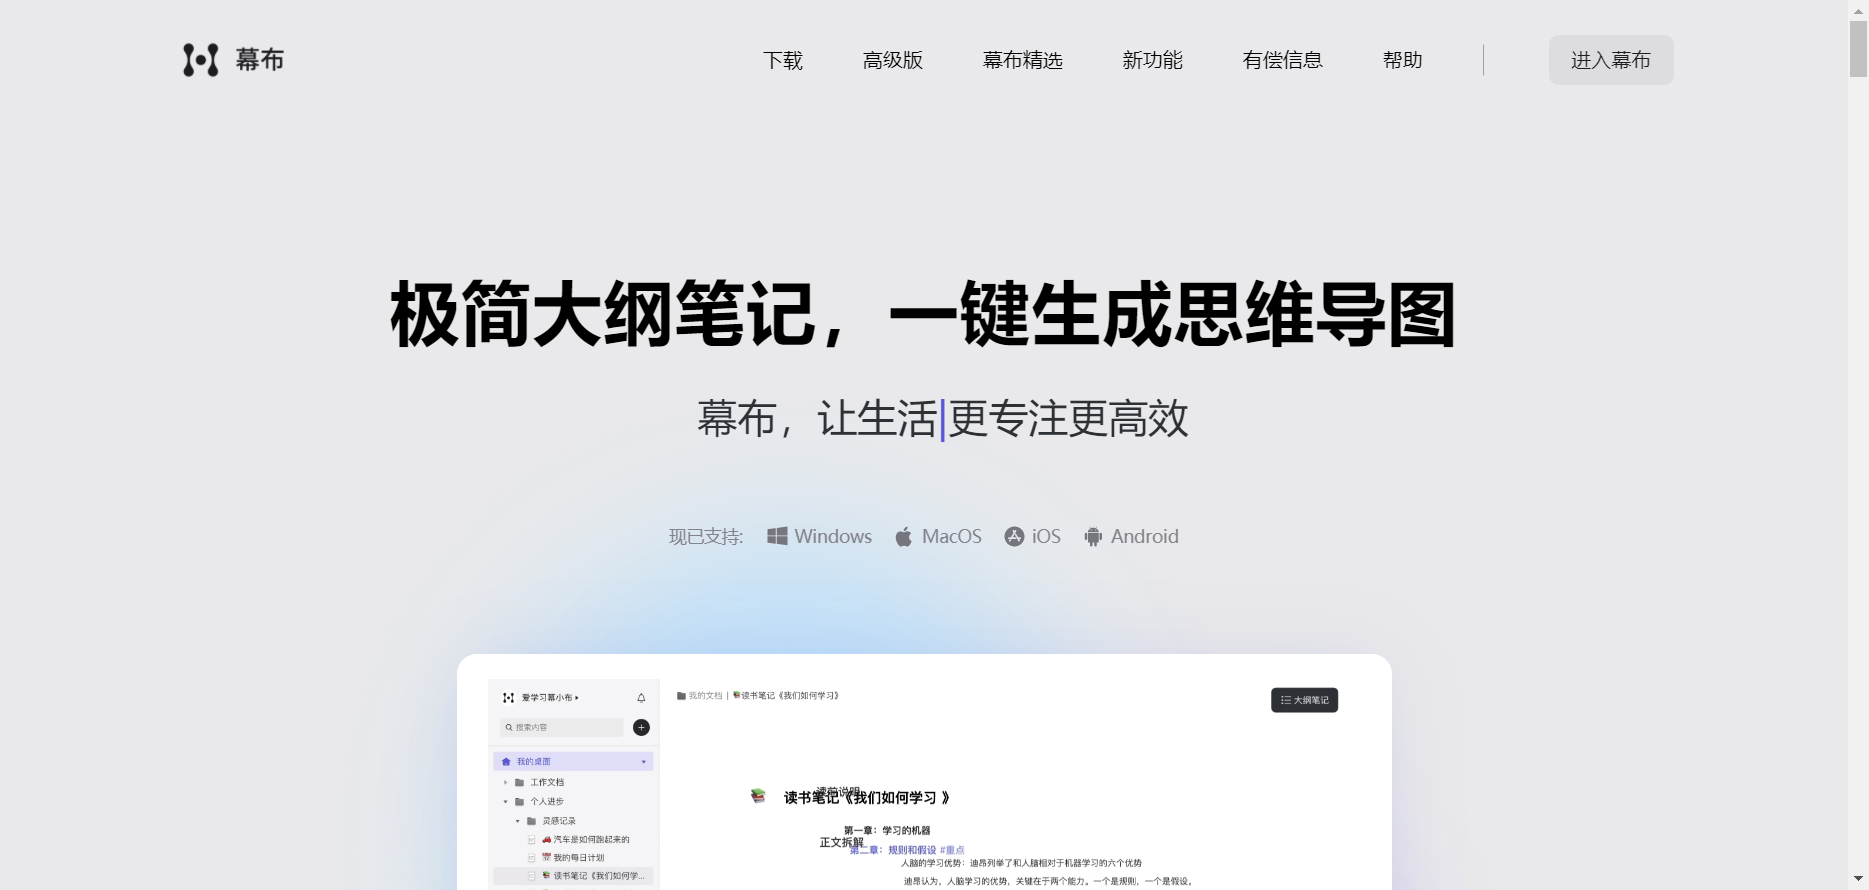 幕布
下载 高级版 幕布精选 新功能 有偿信息 帮助 进入幕布
极简大纲笔记，一键生成思维导图
幕布，让生活更专注更高效
现已支持: Windows MacOS iOS Android
爱学习幕小布
搜索内容
我的桌面
工作文档
个人进步
灵感记录
汽车是如何跑起来的
我的每日计划
读书笔记《我们如何学...
我的文档 | 读书笔记《我们如何学习》
大纲笔记
读前说明
读书笔记《我们如何学习 》
第一章：学习的机器
正文拆解
第二章：规则和假设 #重点
人脑的学习优势：迪昂列举了和人脑相对于机器学习的六个优势
迪昂认为，人脑学习的优势，关键在于两个能力。一个是规则，一个是假设。